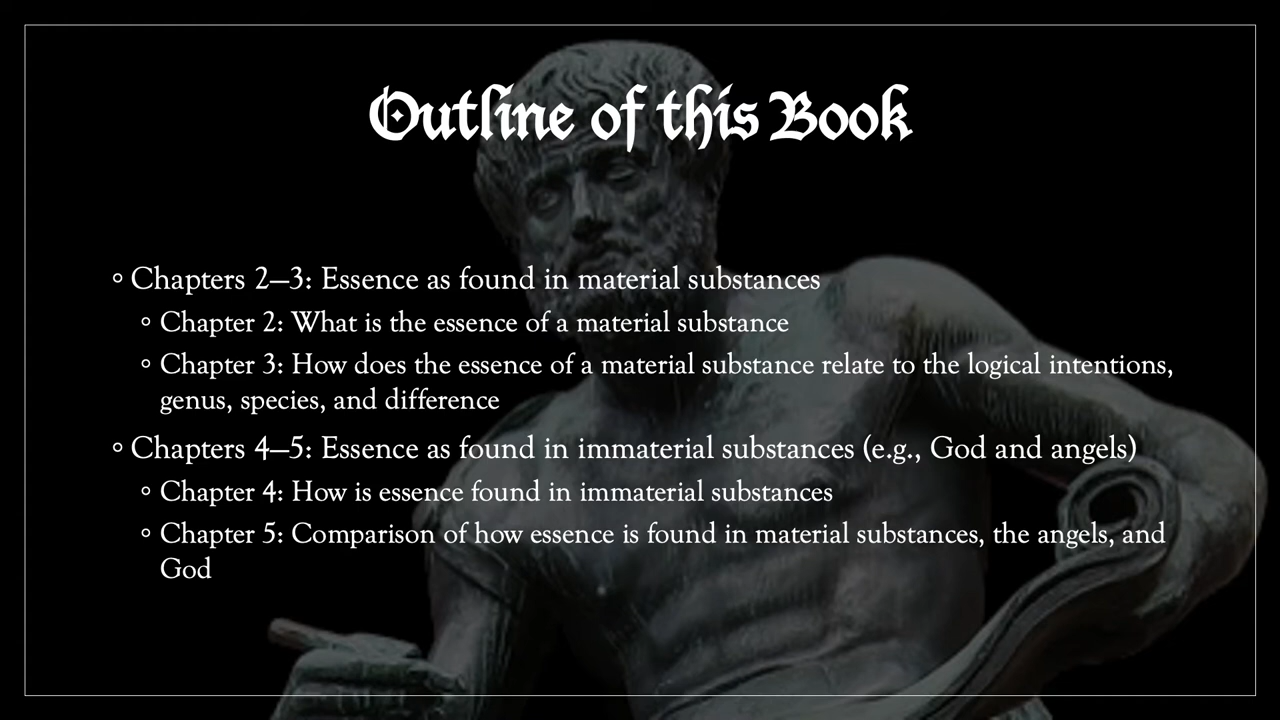 Outline of this Book
◦ Chapters 2–3: Essence as found in material substances
◦ Chapter 2: What is the essence of a material substance
◦ Chapter 3: How does the essence of a material substance relate to the logical intentions,
genus, species, and difference
◦ Chapters 4–5: Essence as found in immaterial substances (e.g., God and angels)
◦ Chapter 4: How is essence found in immaterial substances
◦ Chapter 5: Comparison of how essence is found in material substances, the angels, and
God